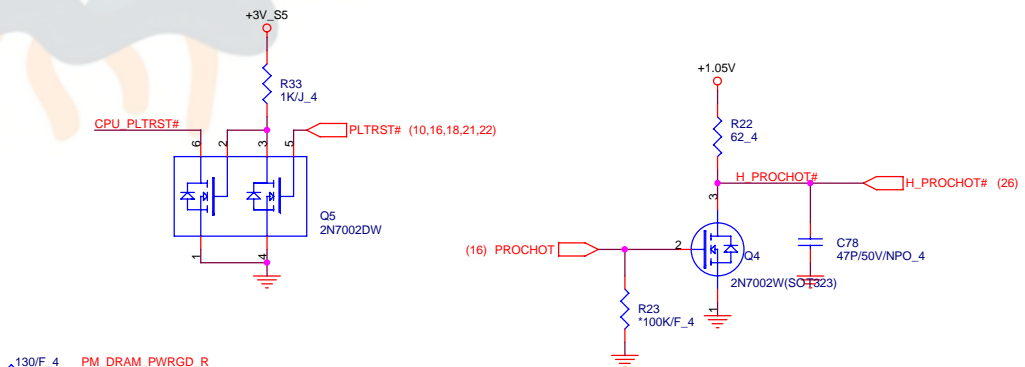 +3V_S5
R33
1K/J_4
CPU_PLTRST#
PLTRST# (10,16,18,21,22)
6
2
3
5
Q5
2N7002DW
1
4
+1.05V
R22
62_4
H_PROCHOT#
H_PROCHOT# (26)
3
(16) PROCHOT
2
Q4
C78
47P/50V/NPO_4
2N7002W(SOT323)
R23
*100K/F_4
1
130/F_4 PM_DRAM_PWRGD_R